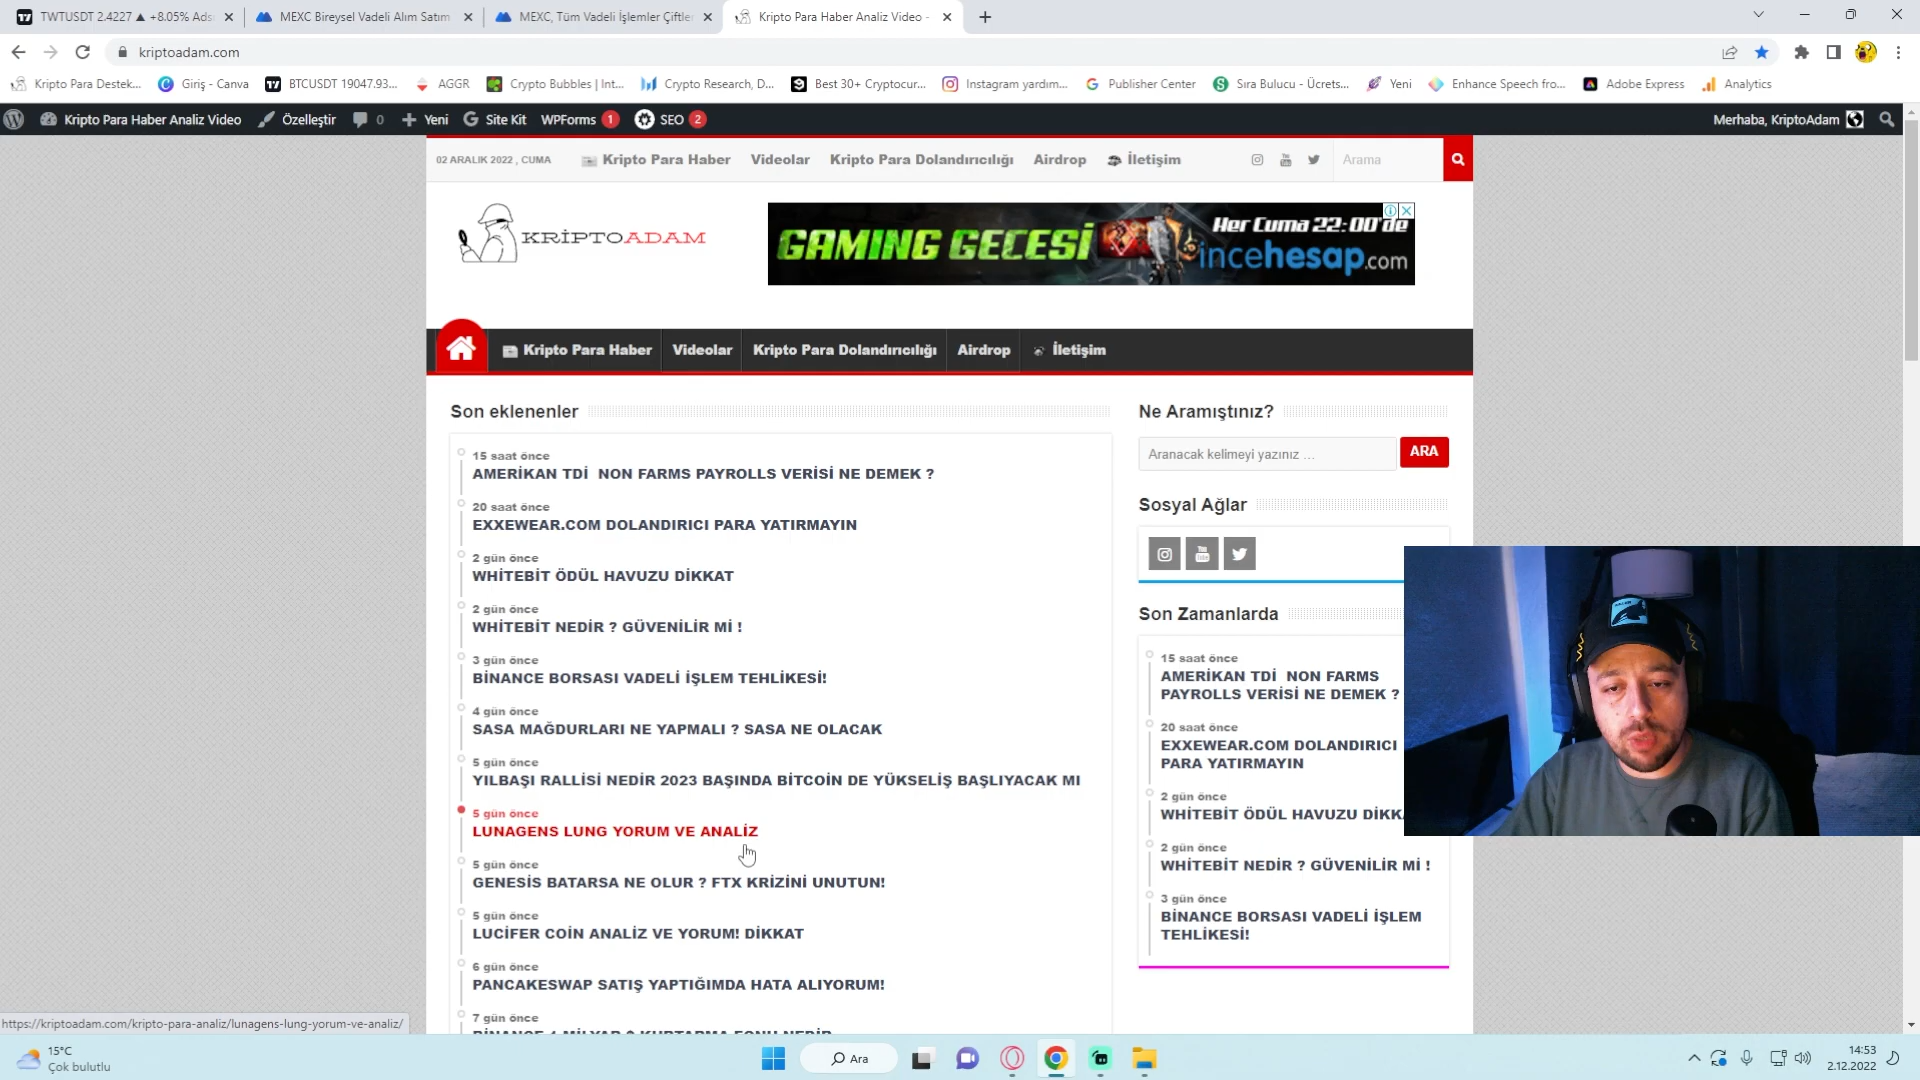 TWTUSDT 2.4227 ▲ +8.05% Ads
MEXC Bireysel Vadeli Alım Satım
MEXC, Tüm Vadeli İşlemler Çiftler
Kripto Para Haber Analiz Video -
kriptoadam.com
Kripto Para Destek...
Giriş - Canva
BTCUSDT 19047.93...
AGGR
Crypto Bubbles | Int...
Crypto Research, D...
Best 30+ Cryptocur...
Instagram yardım...
Publisher Center
Sıra Bulucu - Ücrets...
Yeni
Enhance Speech fro...
Adobe Express
Analytics
Kripto Para Haber Analiz Video
Özelleştir
0
Yeni
Site Kit
WPForms 1
SEO 2
Merhaba, KriptoAdam
02 ARALIK 2022 , CUMA
Kripto Para Haber
Videolar
Kripto Para Dolandırıcılığı
Airdrop
İletişim
Arama
KRİPTOADAM
GAMING GECESİ
Her Cuma 22:00'de
incehesap.com
Kripto Para Haber
Videolar
Kripto Para Dolandırıcılığı
Airdrop
İletişim
Son eklenenler
15 saat önce
AMERİKAN TDİ  NON FARMS PAYROLLS VERİSİ NE DEMEK ?
20 saat önce
EXXEWEAR.COM DOLANDIRICI PARA YATIRMAYIN
2 gün önce
WHİTEBİT ÖDÜL HAVUZU DİKKAT
2 gün önce
WHİTEBİT NEDİR ? GÜVENİLİR Mİ !
3 gün önce
BİNANCE BORSASI VADELİ İŞLEM TEHLİKESİ!
4 gün önce
SASA MAĞDURLARI NE YAPMALI ? SASA NE OLACAK
5 gün önce
YILBAŞI RALLİSİ NEDİR 2023 BAŞINDA BİTCOİN DE YÜKSELİŞ BAŞLIYACAK MI
5 gün önce
LUNAGENS LUNG YORUM VE ANALİZ
5 gün önce
GENESİS BATARSA NE OLUR ? FTX KRİZİNİ UNUTUN!
5 gün önce
LUCİFER COİN ANALİZ VE YORUM! DİKKAT
6 gün önce
PANCAKESWAP SATIŞ YAPTIĞIMDA HATA ALIYORUM!
7 gün önce
BİNANCE 1 MİLYAR $ KURTARMA FONU NEDİR
Ne Aramıştınız?
Aranacak kelimeyi yazınız ...
ARA
Sosyal Ağlar
Son Zamanlarda
15 saat önce
AMERİKAN TDİ  NON FARMS
PAYROLLS VERİSİ NE DEMEK ?
20 saat önce
EXXEWEAR.COM DOLANDIRICI
PARA YATIRMAYIN
2 gün önce
WHİTEBİT ÖDÜL HAVUZU DİKK
2 gün önce
WHİTEBİT NEDİR ? GÜVENİLİR Mİ !
3 gün önce
BİNANCE BORSASI VADELİ İŞLEM
TEHLİKESİ!
https://kriptoadam.com/kripto-para-analiz/lunagens-lung-yorum-ve-analiz/
15°C
Çok bulutlu
Ara
14:53
2.12.2022